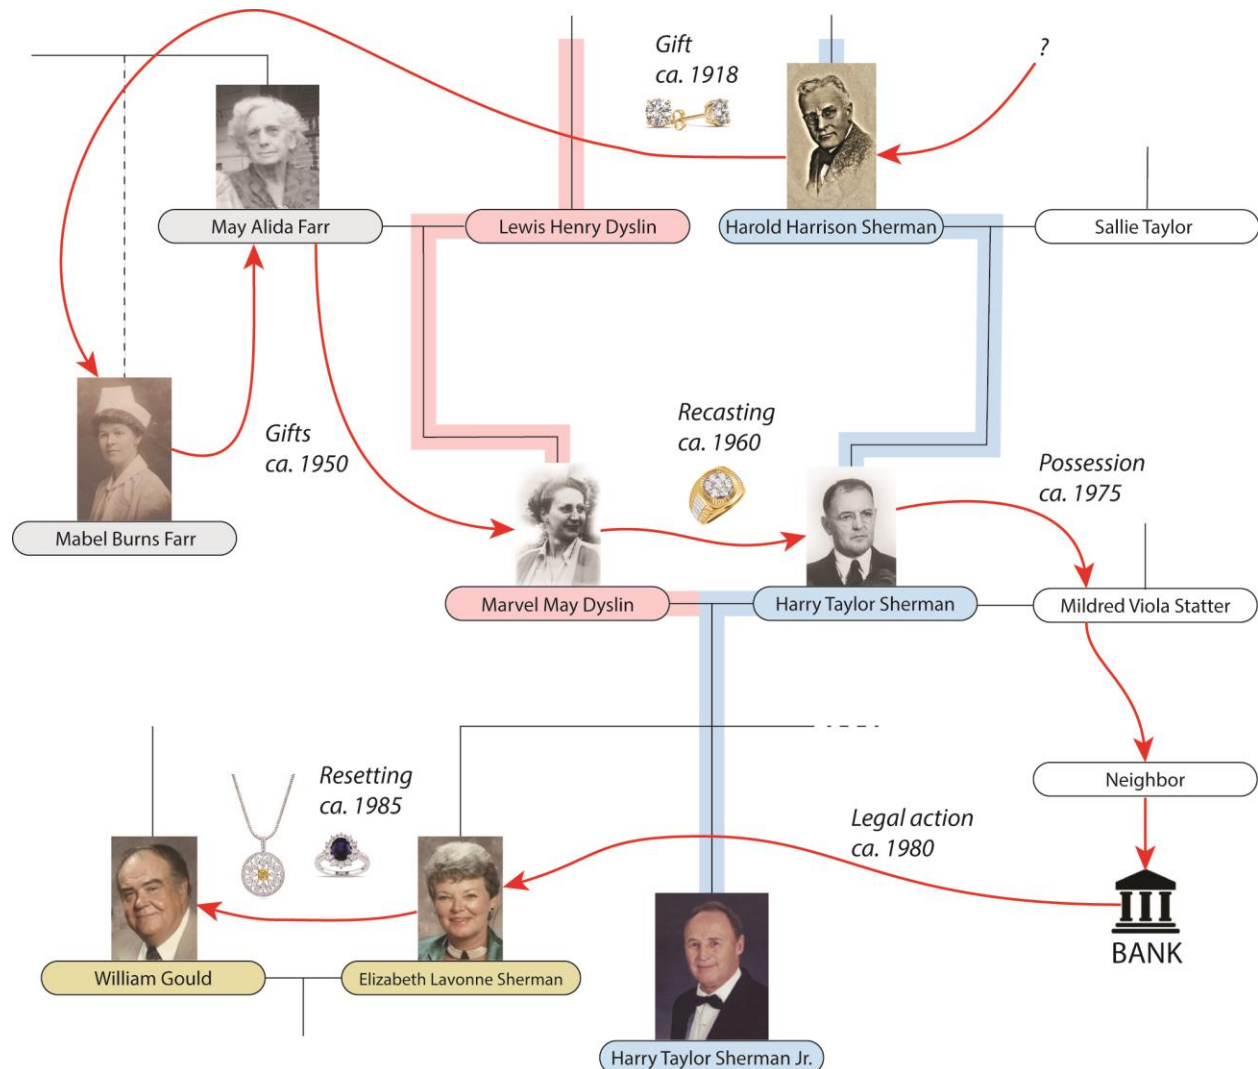 Gift
ca. 1918
?
May Alida Farr
Lewis Henry Dyslin
Harold Harrison Sherman
Sallie Taylor
Gifts
ca. 1950
Recasting
ca. 1960
Possession
ca. 1975
Mabel Burns Farr
Marvel May Dyslin
Harry Taylor Sherman
Mildred Viola Statter
Resetting
ca. 1985
Neighbor
Legal action
ca. 1980
BANK
William Gould
Elizabeth Lavonne Sherman
Harry Taylor Sherman Jr.